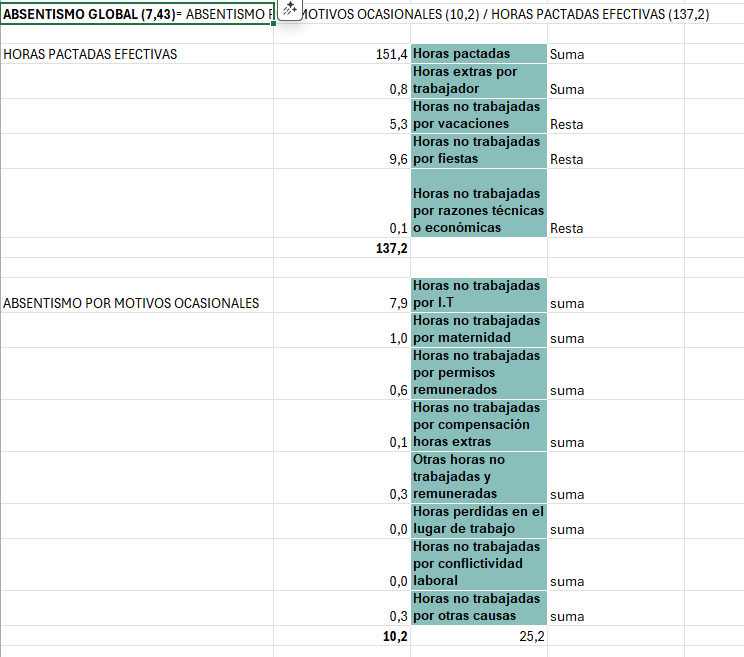 ABSENTISMO GLOBAL (7,43)= ABSENTISMO MOTIVOS OCASIONALES (10,2) / HORAS PACTADAS EFECTIVAS (137,2)
HORAS PACTADAS EFECTIVAS 151,4 Horas pactadas Suma
Horas extras por
0,8 trabajador Suma
Horas no trabajadas
5,3 por vacaciones Resta
Horas no trabajadas
9,6 por fiestas Resta
Horas no trabajadas
por razones técnicas
0,1 o económicas Resta
137,2
Horas no trabajadas
ABSENTISMO POR MOTIVOS OCASIONALES 7,9 por I.T suma
Horas no trabajadas
1,0 por maternidad suma
Horas no trabajadas
por permisos
0,6 remunerados suma
Horas no trabajadas
por compensación
0,1 horas extras suma
Otras horas no
trabajadas y
0,3 remuneradas suma
Horas perdidas en el
0,0 lugar de trabajo suma
Horas no trabajadas
por conflictividad
0,0 laboral suma
Horas no trabajadas
0,3 por otras causas suma
10,2 25,2